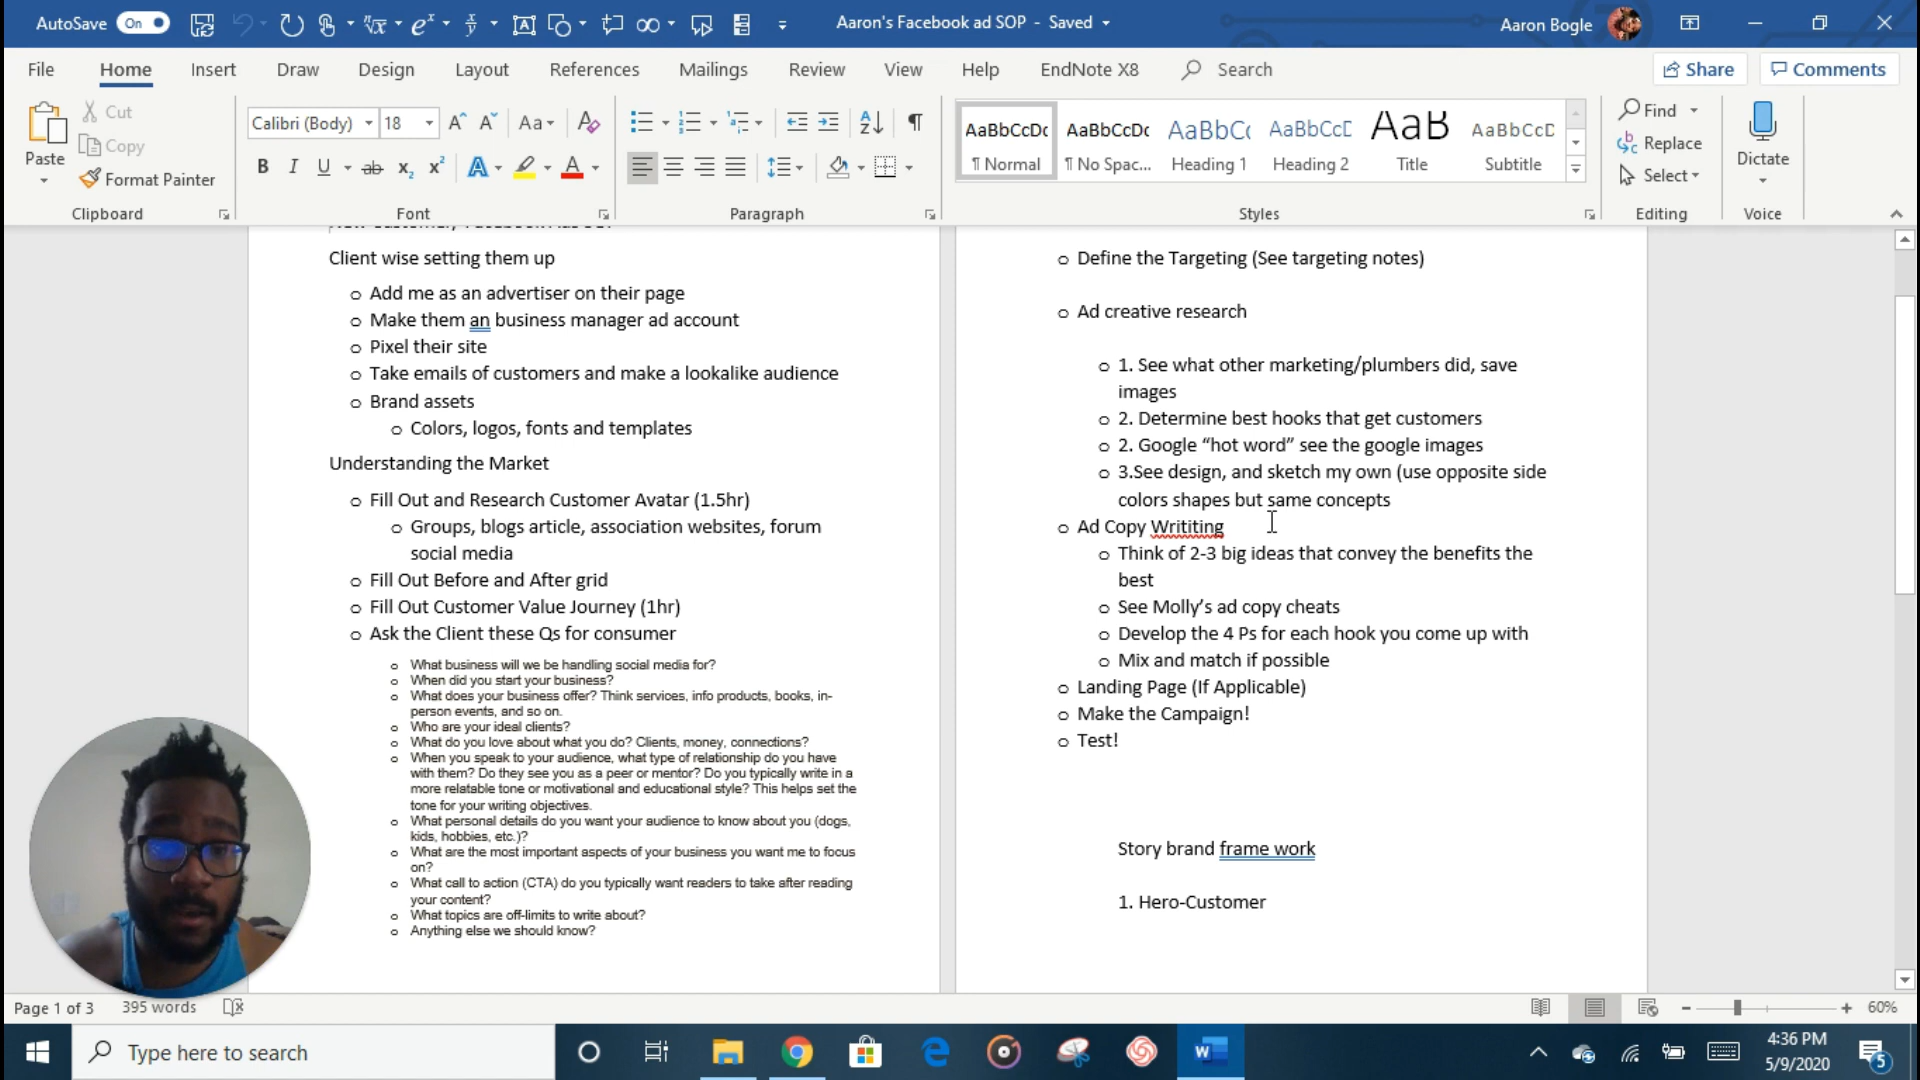 AutoSave On
Aaron's Facebook ad SOP - Saved
Aaron Bogle
File Home Insert Draw Design Layout References Mailings Review View Help EndNote X8 Search
Share Comments
Paste
Cut
Copy
Format Painter
Clipboard
Calibri (Body) 18
Font
Paragraph
AaBbCcDc AaBbCcDc AaBbC( AaBbCcD AaB AaBbCcD
¶ Normal ¶ No Spac... Heading 1 Heading 2 Title Subtitle
Styles
Find
Replace
Select
Editing
Dictate
Voice
Client wise setting them up
o Add me as an advertiser on their page
o Make them an business manager ad account
o Pixel their site
o Take emails of customers and make a lookalike audience
o Brand assets
o Colors, logos, fonts and templates
Understanding the Market
o Fill Out and Research Customer Avatar (1.5hr)
o Groups, blogs article, association websites, forum
social media
o Fill Out Before and After grid
o Fill Out Customer Value Journey (1hr)
o Ask the Client these Qs for consumer
o What business will we be handling social media for?
o When did you start your business?
o What does your business offer? Think services, info products, books, in-
person events, and so on.
o Who are your ideal clients?
o What do you love about what you do? Clients, money, connections?
o When you speak to your audience, what type of relationship do you have
with them? Do they see you as a peer or mentor? Do you typically write in a
more relatable tone or motivational and educational style? This helps set the
tone for your writing objectives.
o What personal details do you want your audience to know about you (dogs,
kids, hobbies, etc.)?
o What are the most important aspects of your business you want me to focus
on?
o What call to action (CTA) do you typically want readers to take after reading
your content?
o What topics are off-limits to write about?
o Anything else we should know?
o Define the Targeting (See targeting notes)
o Ad creative research
o 1. See what other marketing/plumbers did, save
images
o 2. Determine best hooks that get customers
o 2. Google “hot word” see the google images
o 3.See design, and sketch my own (use opposite side
colors shapes but same concepts
o Ad Copy Writiting
o Think of 2-3 big ideas that convey the benefits the
best
o See Molly’s ad copy cheats
o Develop the 4 Ps for each hook you come up with
o Mix and match if possible
o Landing Page (If Applicable)
o Make the Campaign!
o Test!
Story brand frame work
1. Hero-Customer
Page 1 of 3 395 words
60%
Type here to search
4:36 PM
5/9/2020
5